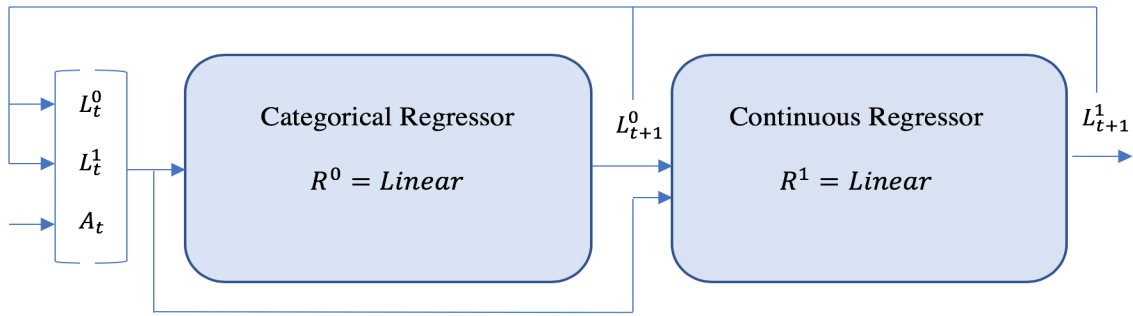 L_t^0
L_t^1
A_t
Categorical Regressor
R^0 = Linear
L_{t+1}^0
Continuous Regressor
R^1 = Linear
L_{t+1}^1